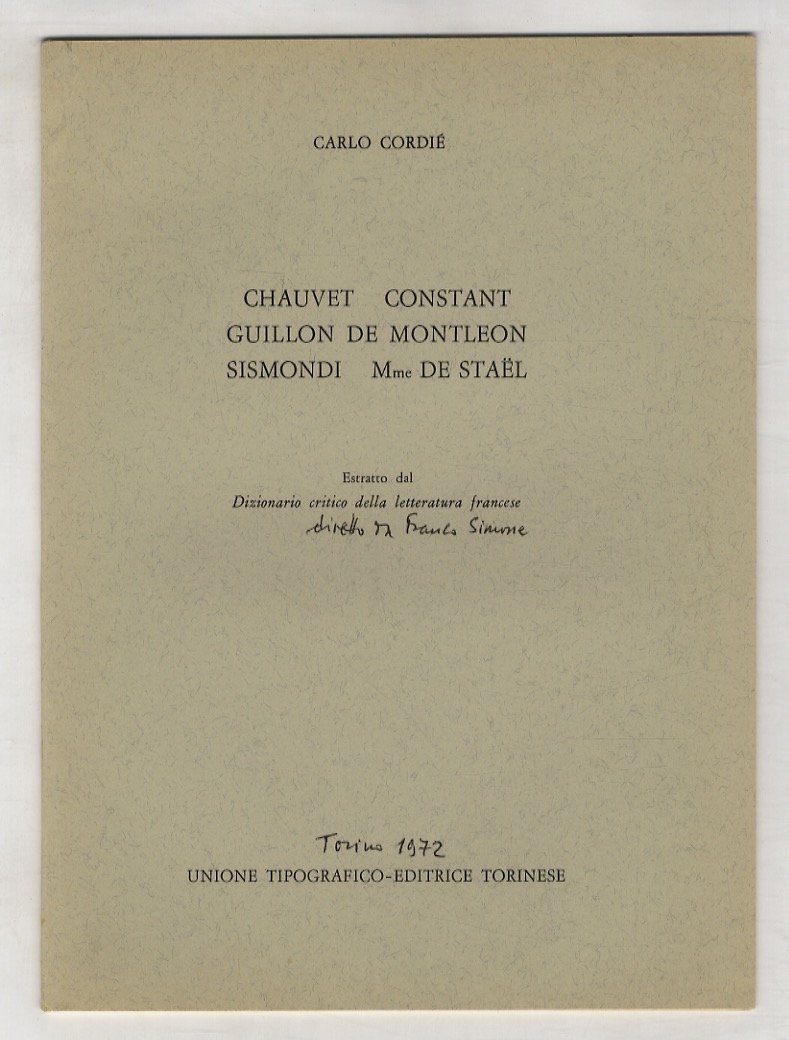 CARLO CORDIÉ
CHAUVET CONSTANT
GUILLON DE MONTLEON
SISMONDI Mme DE STAËL
Estratto dal
Dizionario critico della letteratura francese
diretto da Franco Simone
Torino 1972
UNIONE TIPOGRAFICO-EDITRICE TORINESE